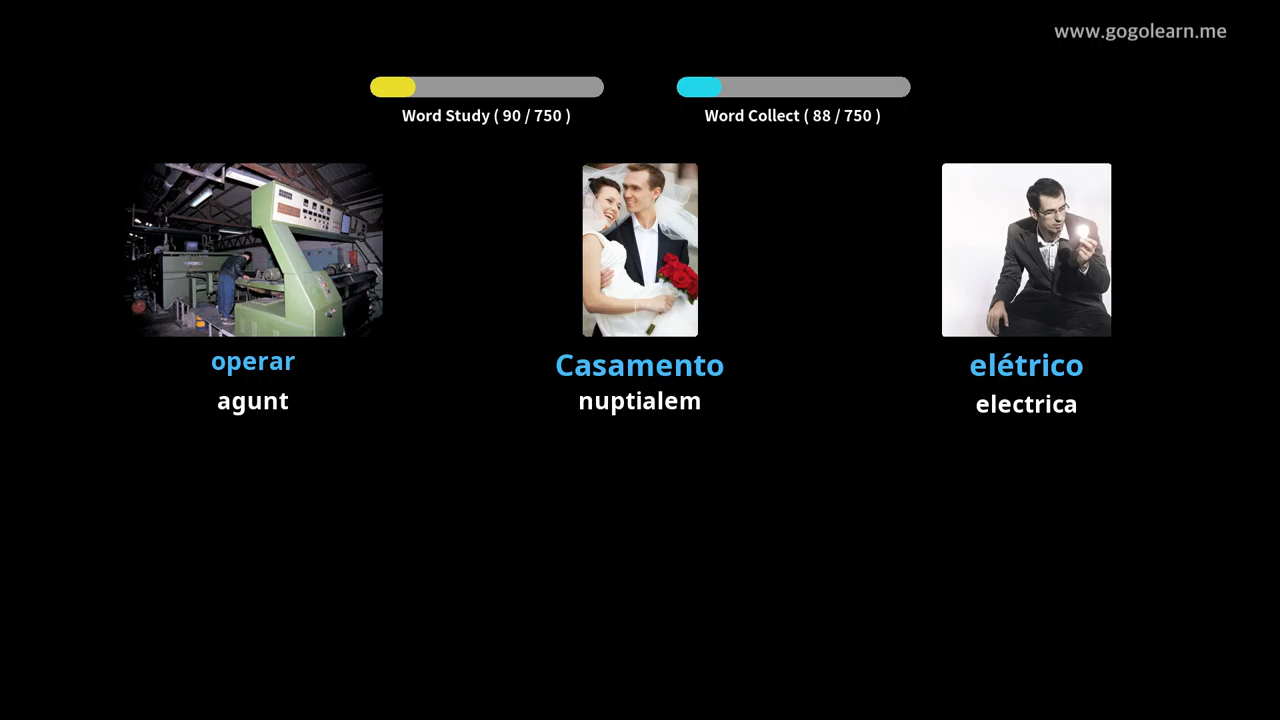 www.gogolearn.me
Word Study ( 90 / 750 )
Word Collect ( 88 / 750 )
operar
agunt
Casamento
nuptialem
elétrico
electrica